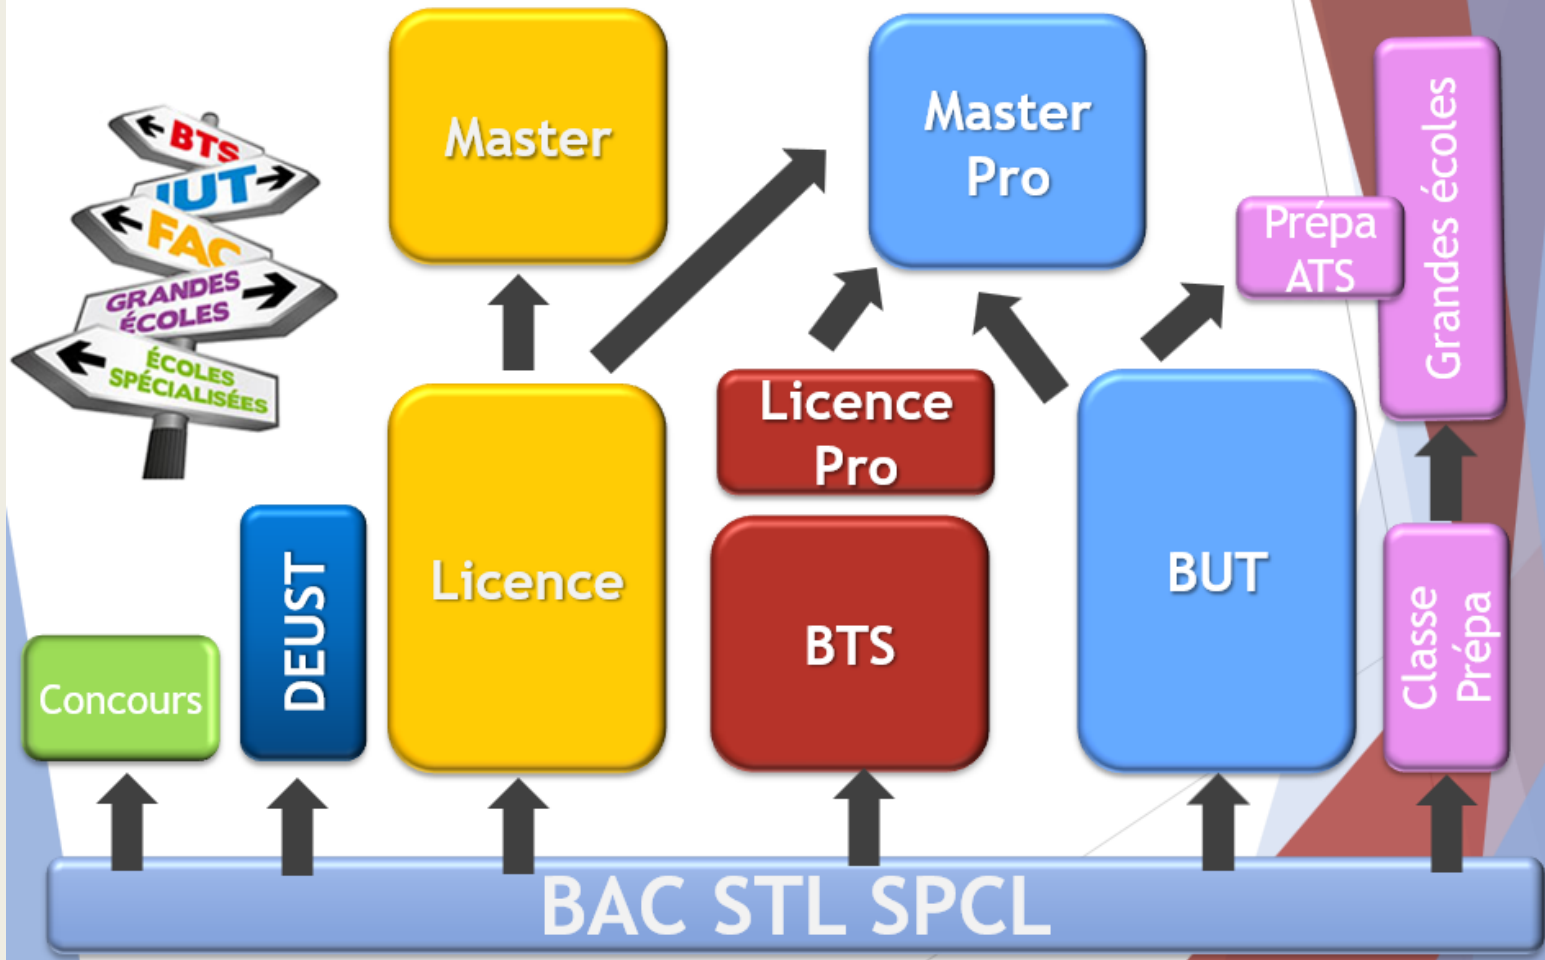 BTS
IUT
FAC
GRANDES
ÉCOLES
ÉCOLES
SPÉCIALISÉES
Master
Master
Pro
Prépa
ATS
Grandes écoles
Licence
Pro
DEUST
Licence
BTS
BUT
Classe
Prépa
Concours
BAC STL SPCL